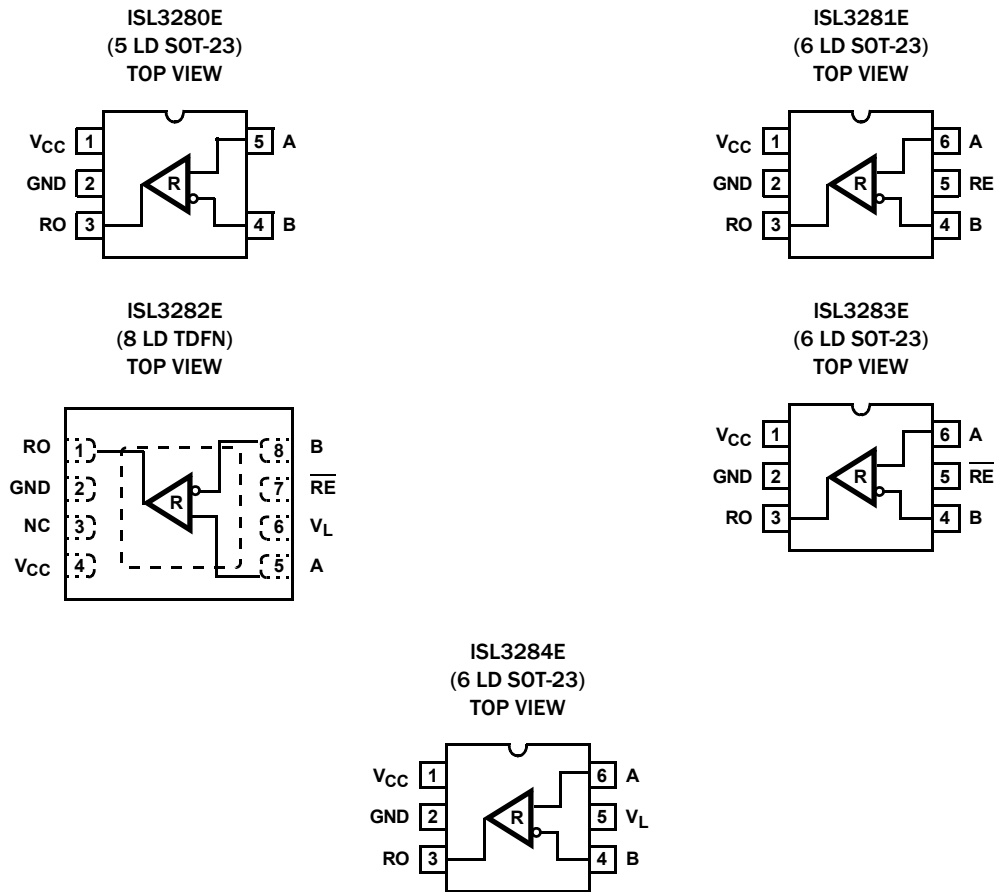 ISL3280E
(5 LD SOT-23)
TOP VIEW
VCC 1
5 A
GND 2
R
RO 3
4 B
ISL3281E
(6 LD SOT-23)
TOP VIEW
VCC 1
6 A
GND 2
R
5 RE
RO 3
4 B
ISL3282E
(8 LD TDFN)
TOP VIEW
RO 1
8 B
GND 2
R
7 R̅E̅
NC 3
6 VL
VCC 4
5 A
ISL3283E
(6 LD SOT-23)
TOP VIEW
VCC 1
6 A
GND 2
R
5 R̅E̅
RO 3
4 B
ISL3284E
(6 LD SOT-23)
TOP VIEW
VCC 1
6 A
GND 2
R
5 VL
RO 3
4 B